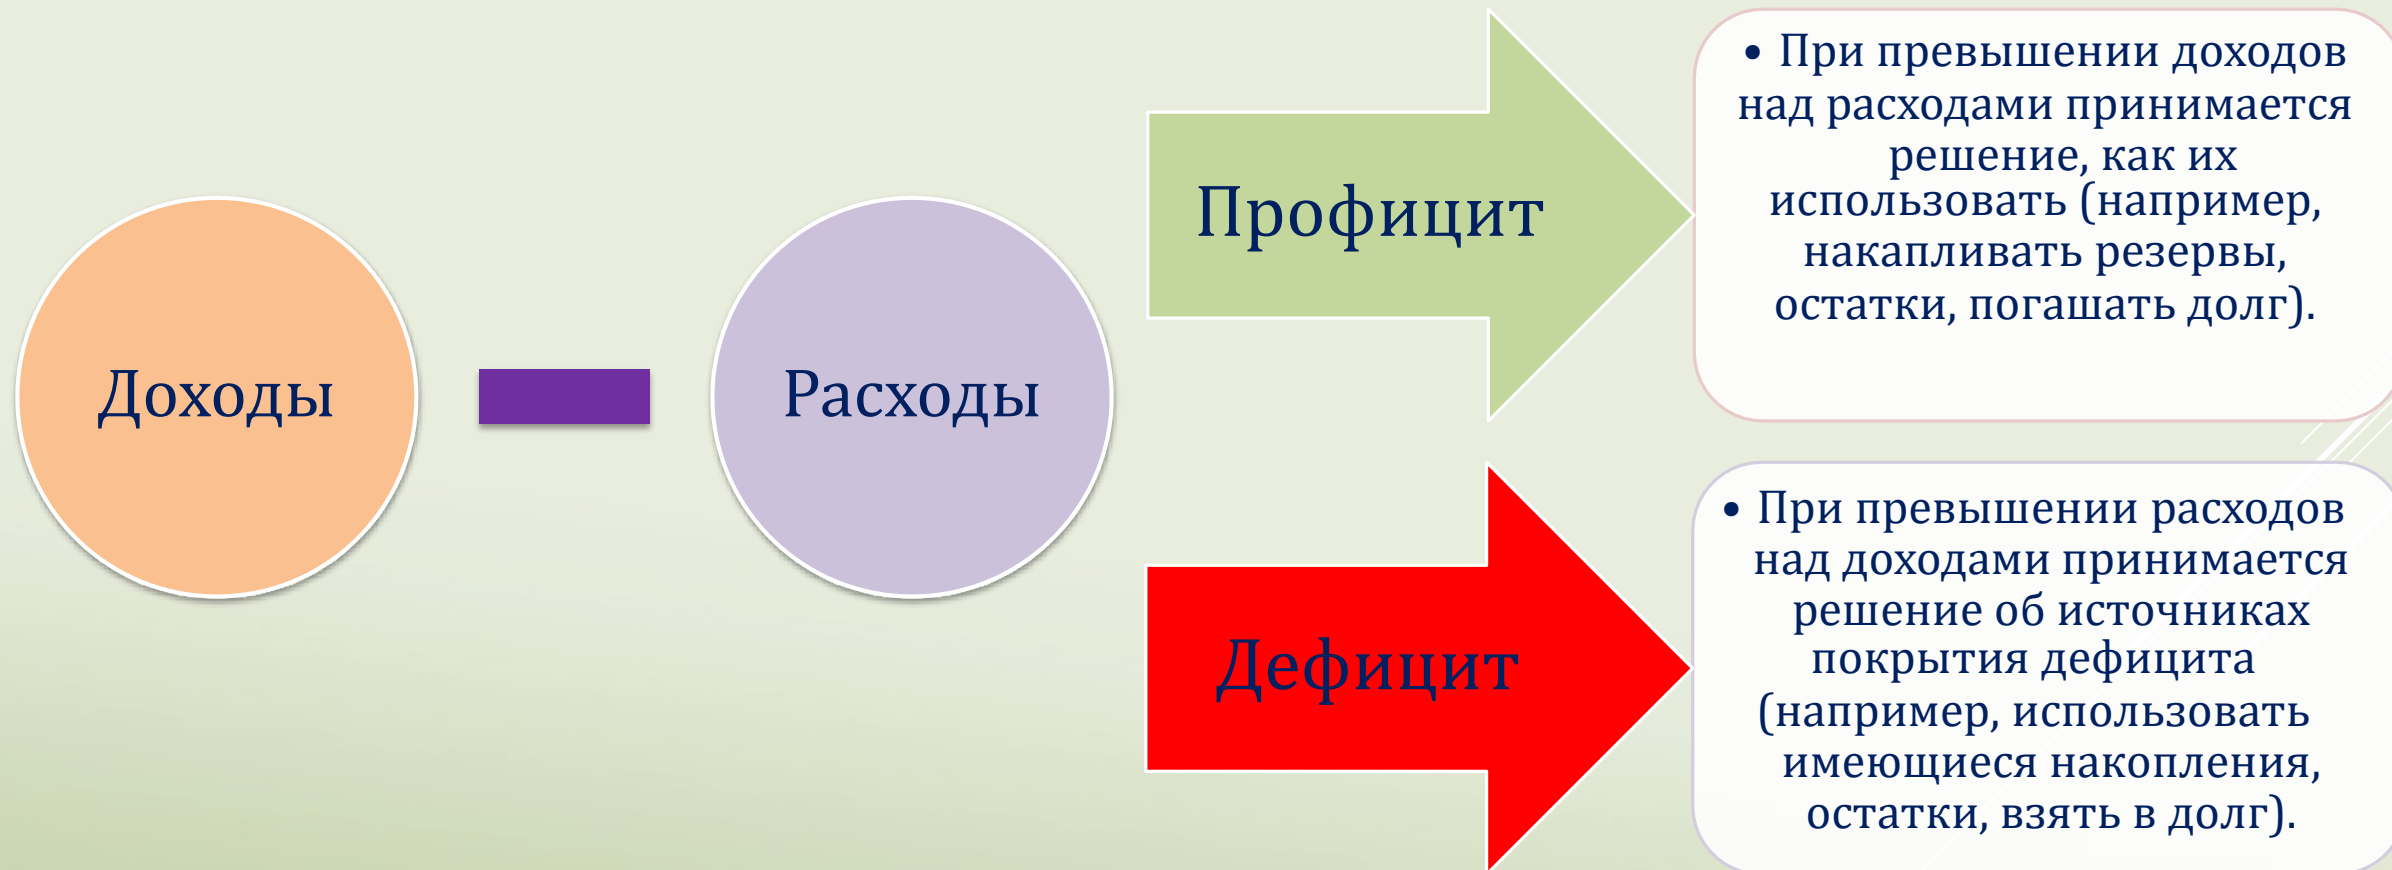 Доходы
Расходы
Профицит
• При превышении доходов
над расходами принимается
решение, как их
использовать (например,
накапливать резервы,
остатки, погашать долг).
Дефицит
• При превышении расходов
над доходами принимается
решение об источниках
покрытия дефицита
(например, использовать
имеющиеся накопления,
остатки, взять в долг).